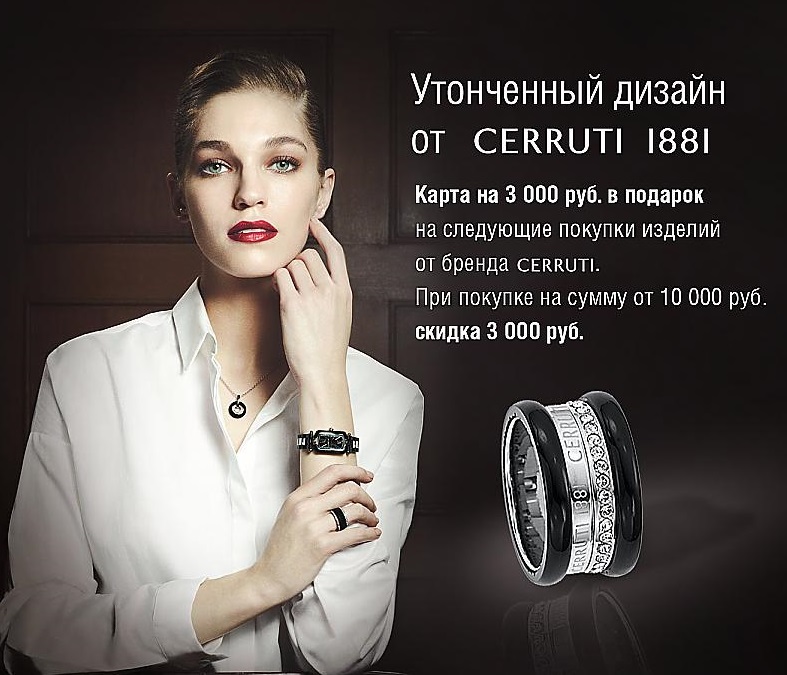 Утонченный дизайн
от CERRUTI 1881
Карта на 3 000 руб. в подарок
на следующие покупки изделий
от бренда CERRUTI.
При покупке на сумму от 10 000 руб.
скидка 3 000 руб.
CERRUTI 1881 CERRUTI